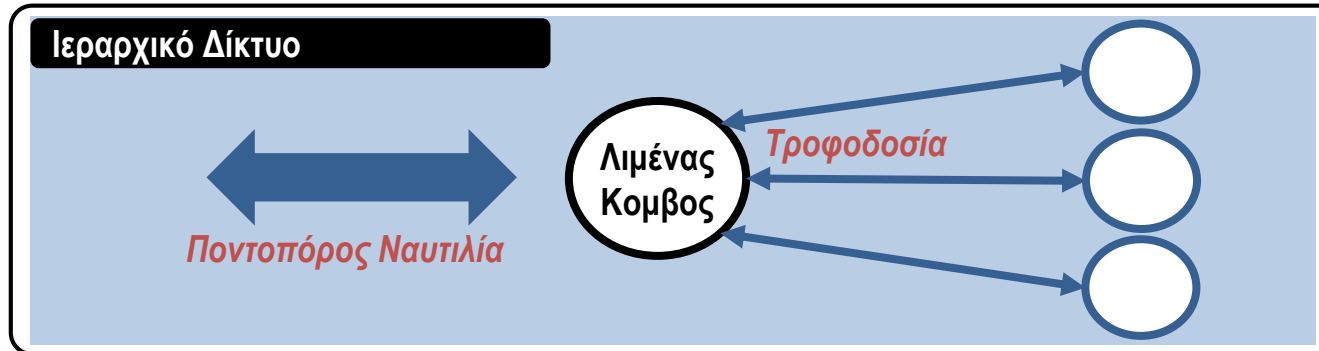 Ιεραρχικό Δίκτυο
Λιμένας
Κομβος
Τροφοδοσία
Ποντοπόρος Ναυτιλία